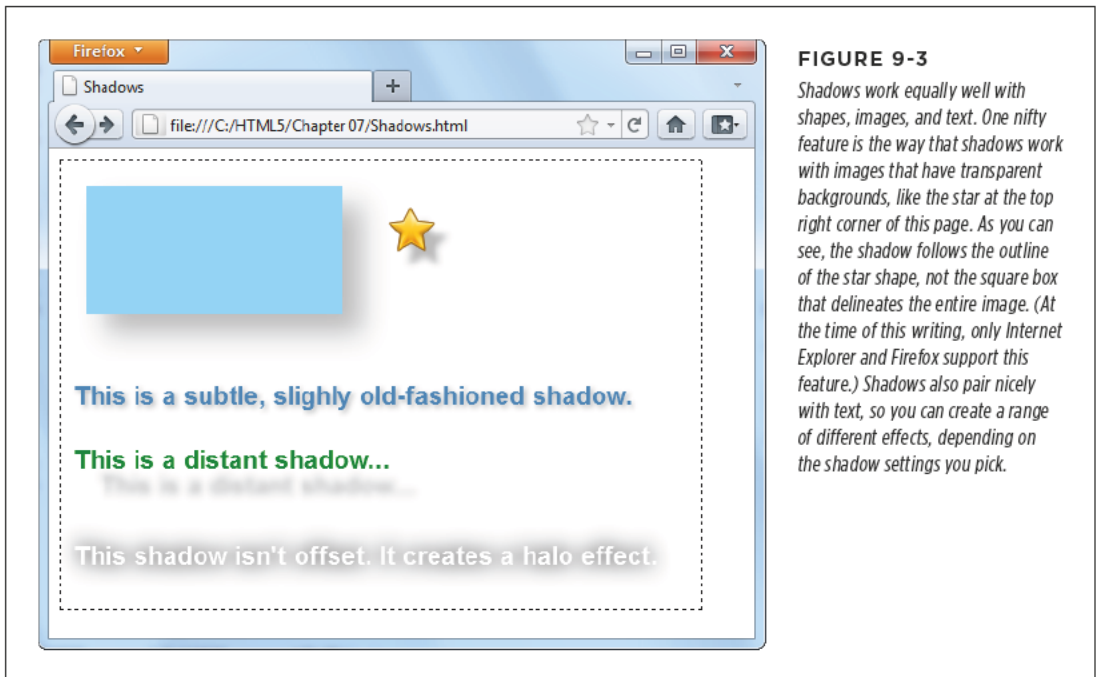 Firefox
Shadows
file:///C:/HTML5/Chapter 07/Shadows.html
This is a subtle, slighly old-fashioned shadow.
This is a distant shadow...
This is a distant shadow...
This shadow isn't offset. It creates a halo effect.
FIGURE 9-3
Shadows work equally well with
shapes, images, and text. One nifty
feature is the way that shadows work
with images that have transparent
backgrounds, like the star at the top
right corner of this page. As you can
see, the shadow follows the outline
of the star shape, not the square box
that delineates the entire image. (At
the time of this writing, only Internet
Explorer and Firefox support this
feature.) Shadows also pair nicely
with text, so you can create a range
of different effects, depending on
the shadow settings you pick.